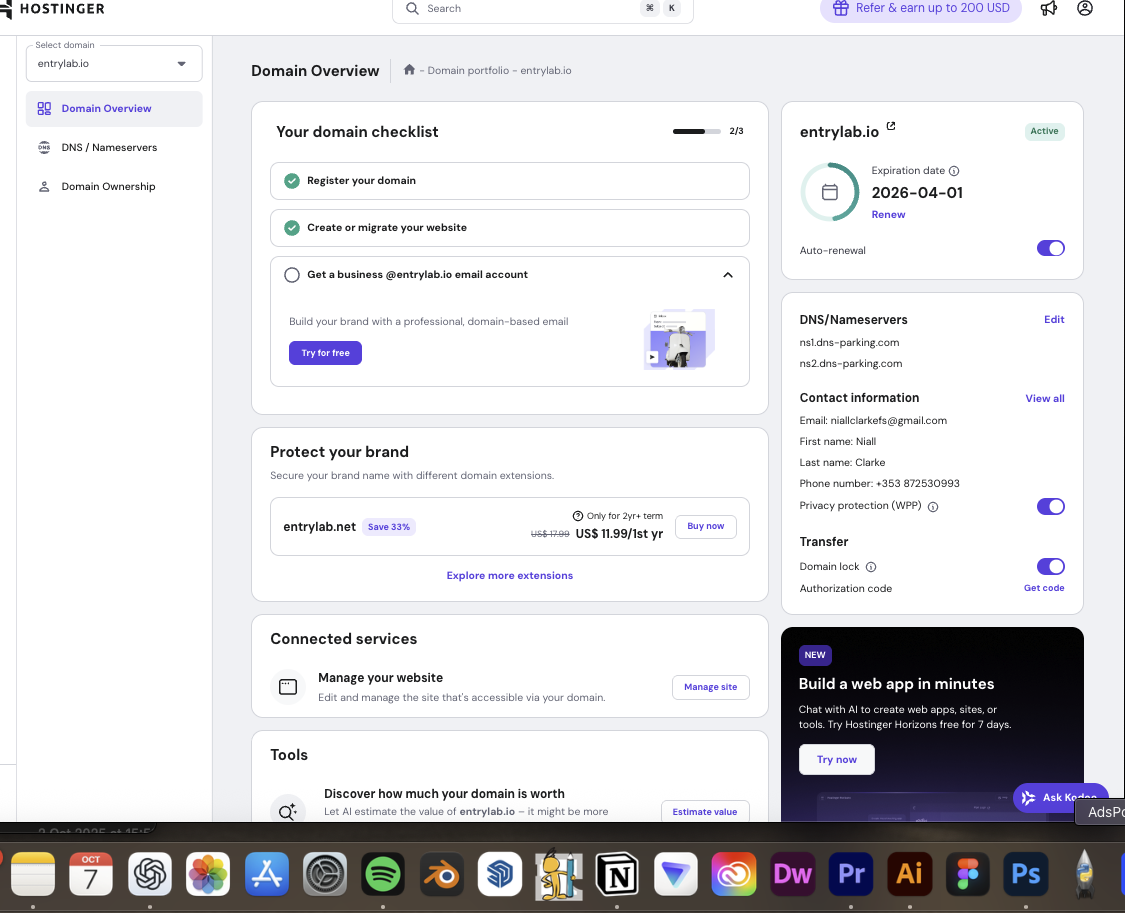 HOSTINGER
Search
⌘ K
Refer & earn up to 200 USD
Select domain
entrylab.io
Domain Overview
DNS / Nameservers
Domain Ownership
Domain Overview
- Domain portfolio - entrylab.io
Your domain checklist
2/3
Register your domain
Create or migrate your website
Get a business @entrylab.io email account
Build your brand with a professional, domain-based email
Try for free
Protect your brand
Secure your brand name with different domain extensions.
entrylab.net
Save 33%
Only for 2yr+ term
US$ 17.99 US$ 11.99/1st yr
Buy now
Explore more extensions
Connected services
Manage your website
Edit and manage the site that's accessible via your domain.
Manage site
Tools
Discover how much your domain is worth
Let AI estimate the value of entrylab.io – it might be more
Estimate value
entrylab.io
Active
Expiration date
2026-04-01
Renew
Auto-renewal
DNS/Nameservers
Edit
ns1.dns-parking.com
ns2.dns-parking.com
Contact information
View all
Email: niallclarkefs@gmail.com
First name: Niall
Last name: Clarke
Phone number: +353 872530993
Privacy protection (WPP)
Transfer
Domain lock
Authorization code
Get code
NEW
Build a web app in minutes
Chat with AI to create web apps, sites, or
tools. Try Hostinger Horizons free for 7 days.
Try now
Ask Kodee
AdsPo
OCT
7
N
Dw
Pr
Ai
Ps